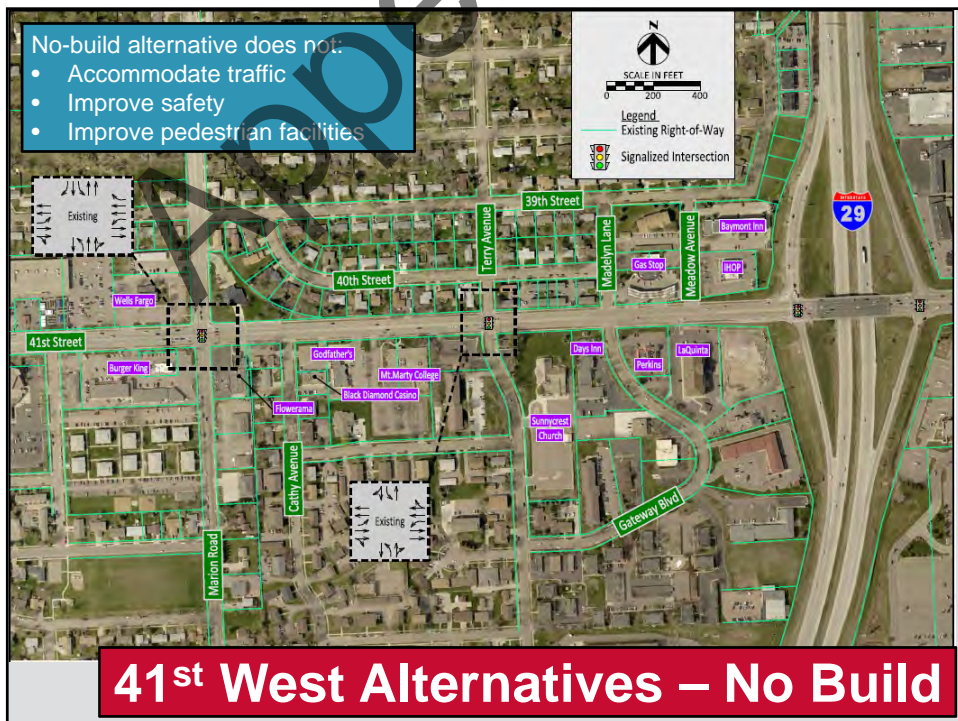 No-build alternative does not:
• Accommodate traffic
• Improve safety
• Improve pedestrian facilities
Appe
N
SCALE IN FEET
0 200 400
Legend
Existing Right-of-Way
Signalized Intersection
INTERSTATE
29
39th Street
Existing
Terry Avenue
Madelyn Lane
Meadow Avenue
Baymont Inn
Gas Stop
IHOP
40th Street
Wells Fargo
41st Street
Burger King
Godfather's
Mt.Marty College
Black Diamond Casino
Flowerama
Days Inn
Perkins
LaQuinta
Sunnycrest
Church
Cathy Avenue
Existing
Gateway Blvd
Marion Road
41st West Alternatives – No Build